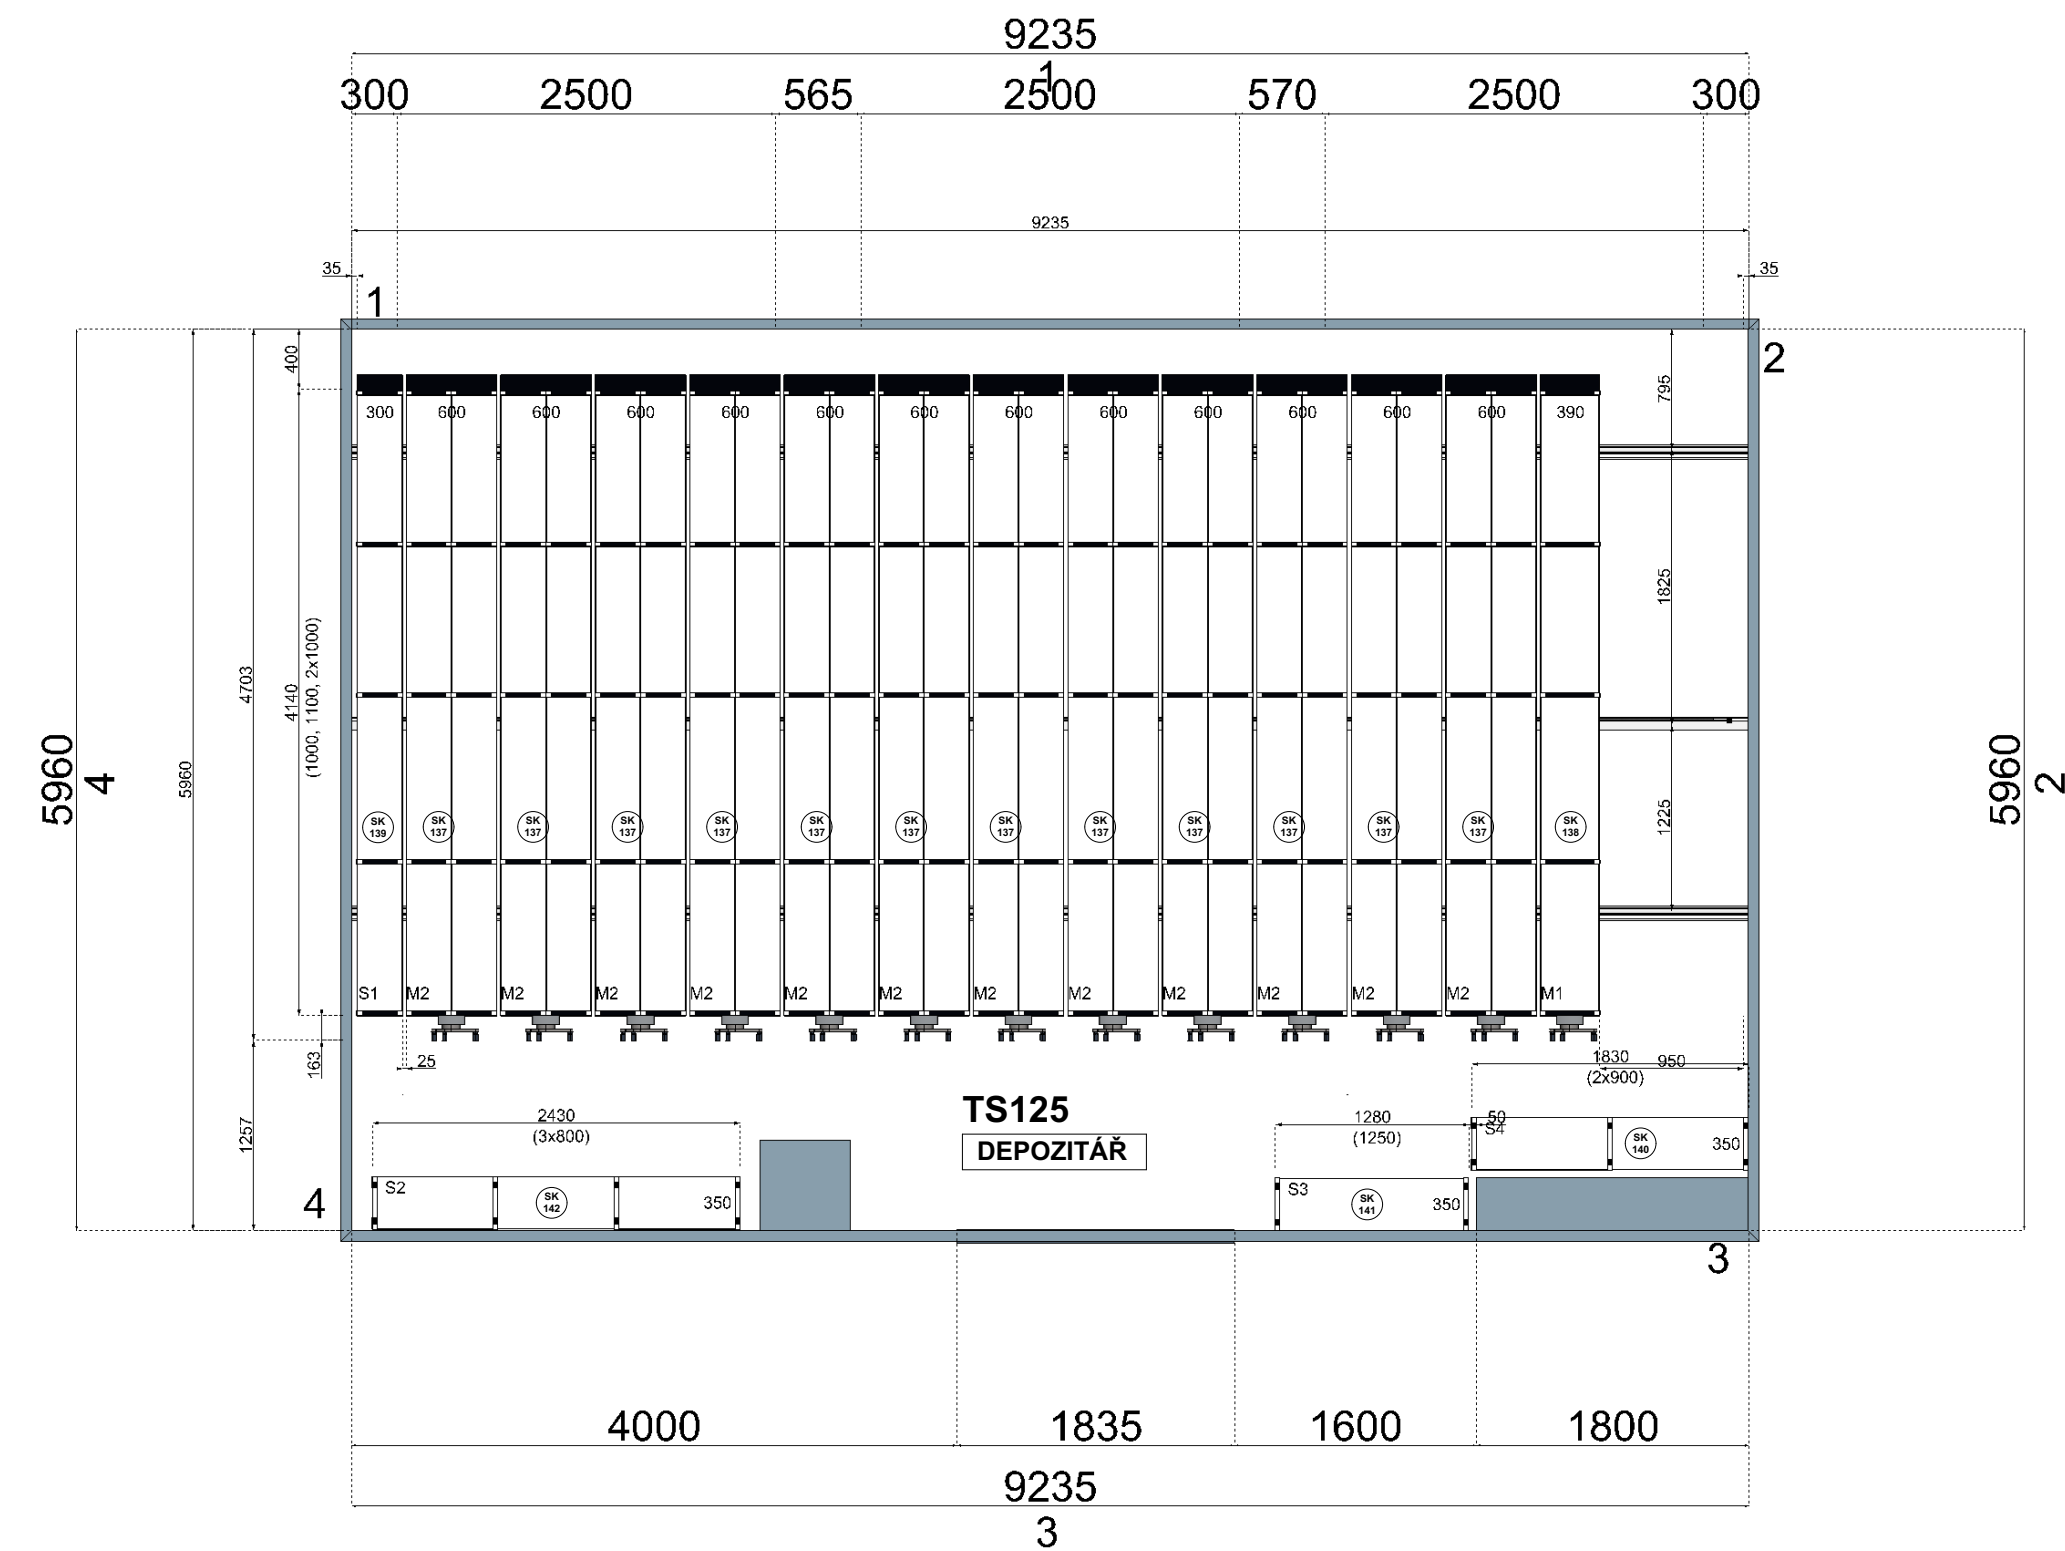 9235
1
300 2500 565 2500 570 2500 300
9235
35 35
1
2
400
795
300 600 600 600 600 600 600 600 600 600 600 600 600 390
1825
4703
4140
(1000, 1100, 2x1000)
5960
4
5960
5960
2
1225
SK 139
SK 137
SK 137
SK 137
SK 137
SK 137
SK 137
SK 137
SK 137
SK 137
SK 137
SK 137
SK 137
SK 138
S1 M2 M2 M2 M2 M2 M2 M2 M2 M2 M2 M2 M2 M1
163
25
1830
(2x900)
950
TS125
DEPOZITÁŘ
1257
2430
(3x800)
1280
(1250)
50
S4
SK 140
350
S2
SK 142
350
S3
SK 141
350
4
3
4000 1835 1600 1800
9235
3